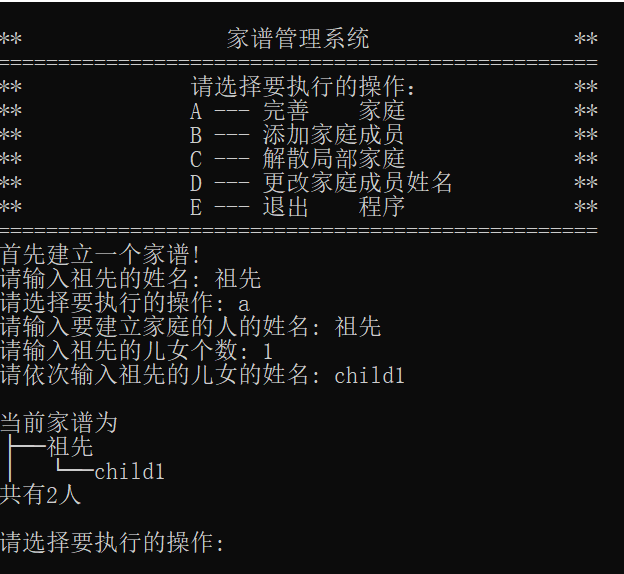 ** 家谱管理系统 **
==================================================
** 请选择要执行的操作: **
** A --- 完善 家庭 **
** B --- 添加家庭成员 **
** C --- 解散局部家庭 **
** D --- 更改家庭成员姓名 **
** E --- 退出 程序 **
==================================================
首先建立一个家谱!
请输入祖先的姓名: 祖先
请选择要执行的操作: a
请输入要建立家庭的人的姓名: 祖先
请输入祖先的儿女个数: 1
请依次输入祖先的儿女的姓名: child1
当前家谱为
├──祖先
│  └──child1
共有2人
请选择要执行的操作: